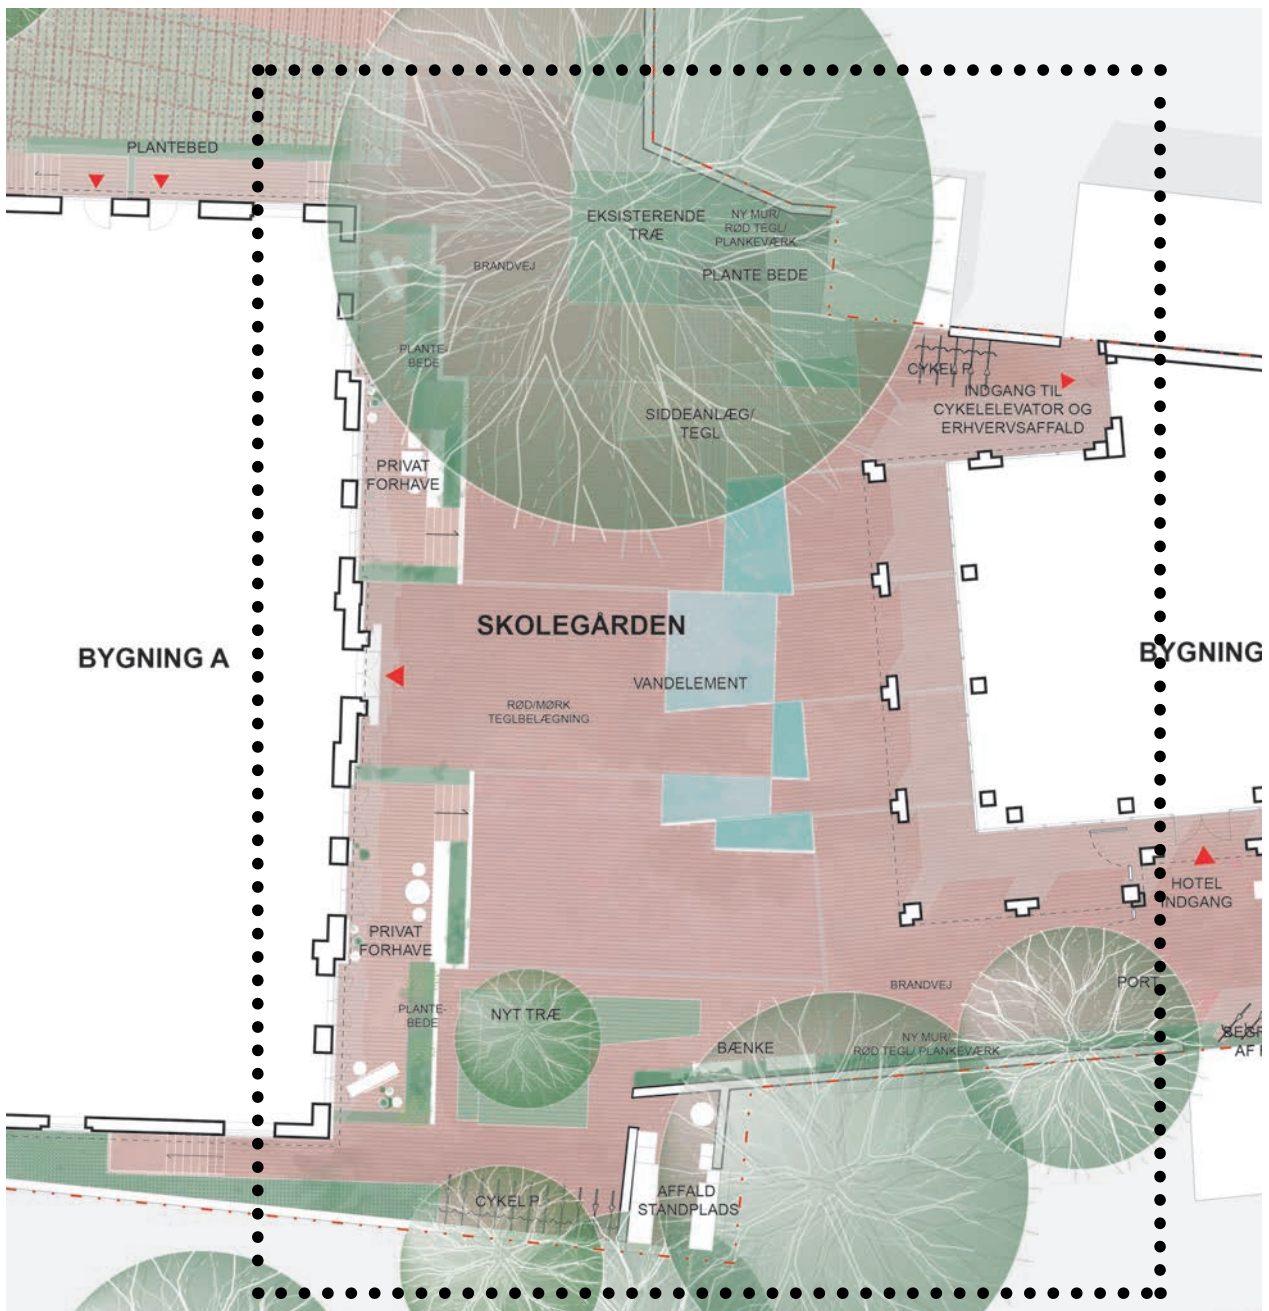 PLANTEBED
EKSISTERENDE
TRÆ
NY MUR/
RØD TEGL/
PLANKEVÆRK
BRANDVEJ
PLANTE BEDE
PLANTE-
BEDE
CYKEL P.
INDGANG TIL
CYKELELEVATOR OG
ERHVERVSAFFALD
SIDDEANLÆG/
TEGL
PRIVAT
FORHAVE
SKOLEGÅRDEN
BYGNING A
BYGNING
VANDELEMENT
RØD/MØRK
TEGLBELÆGNING
HOTEL
INDGANG
PRIVAT
FORHAVE
BRANDVEJ
PORT
PLANTE-
BEDE
NYT TRÆ
BÆNKE
NY MUR/
RØD TEGL/ PLANKEVÆRK
AFFALD
STANDPLADS
CYKEL P.